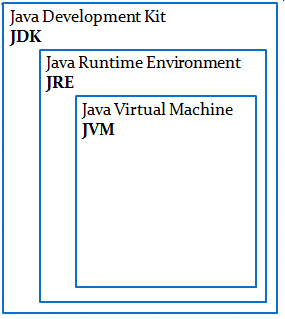 Java Development Kit
JDK
Java Runtime Environment
JRE
Java Virtual Machine
JVM